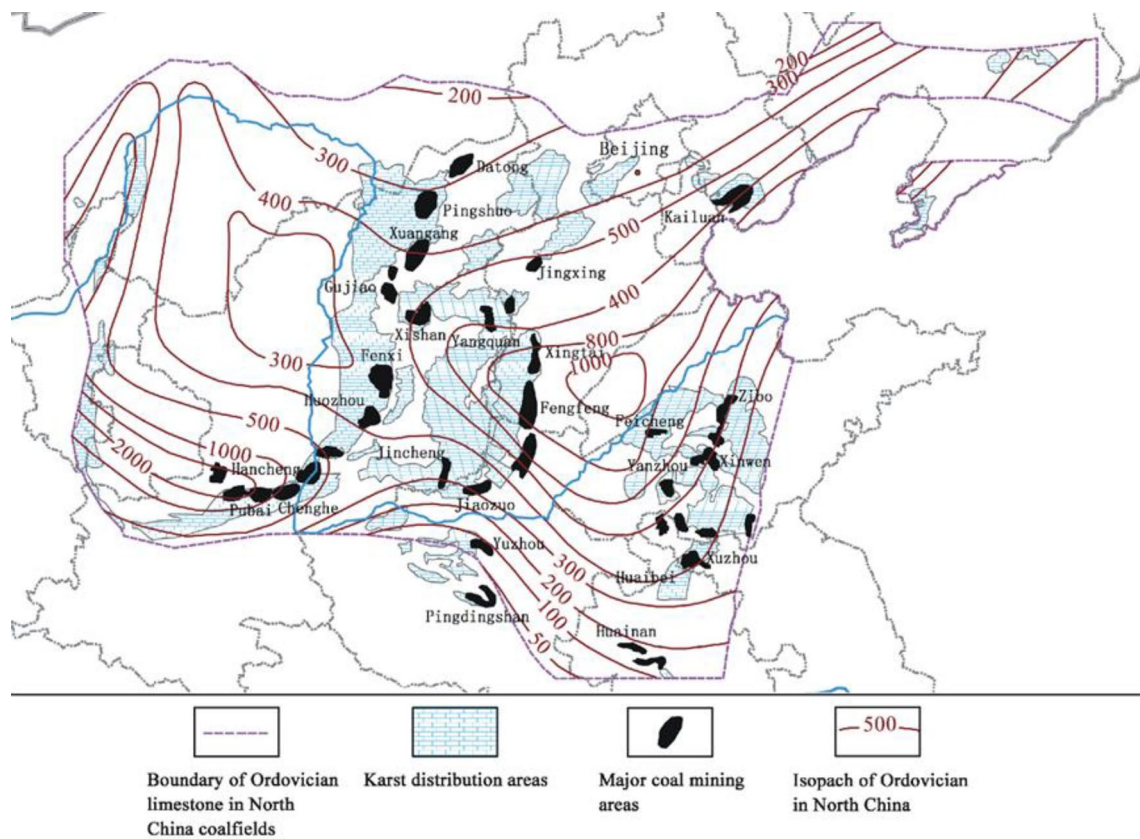 200
300
200
300
Beijing
Datong
400
Pingshuo
Kailuan
Xuangang
500
Jingxing
Gujiao
400
Xishan
Yangquan
800
Xingtai
300
Fenxi
1000
Zibo
Huozhou
Fengfeng
500
Feicheng
1000
Jincheng
2000
Hancheng
Yanzhou
Xinwen
Pubai
Chenghe
Jiaozuo
Yuzhou
Xuzhou
300
Huaibei
200
Pingdingshan
100
Huainan
50
500
Boundary of Ordovician
limestone in North
China coalfields
Karst distribution areas
Major coal mining
areas
Isopach of Ordovician
in North China